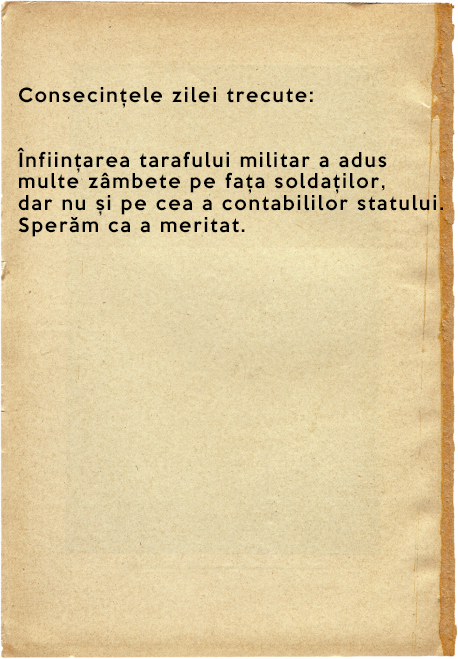 Consecințele zilei trecute:
Înființarea tarafului militar a adus
multe zâmbete pe fața soldaților,
dar nu și pe cea a contabililor statului.
Sperăm ca a meritat.